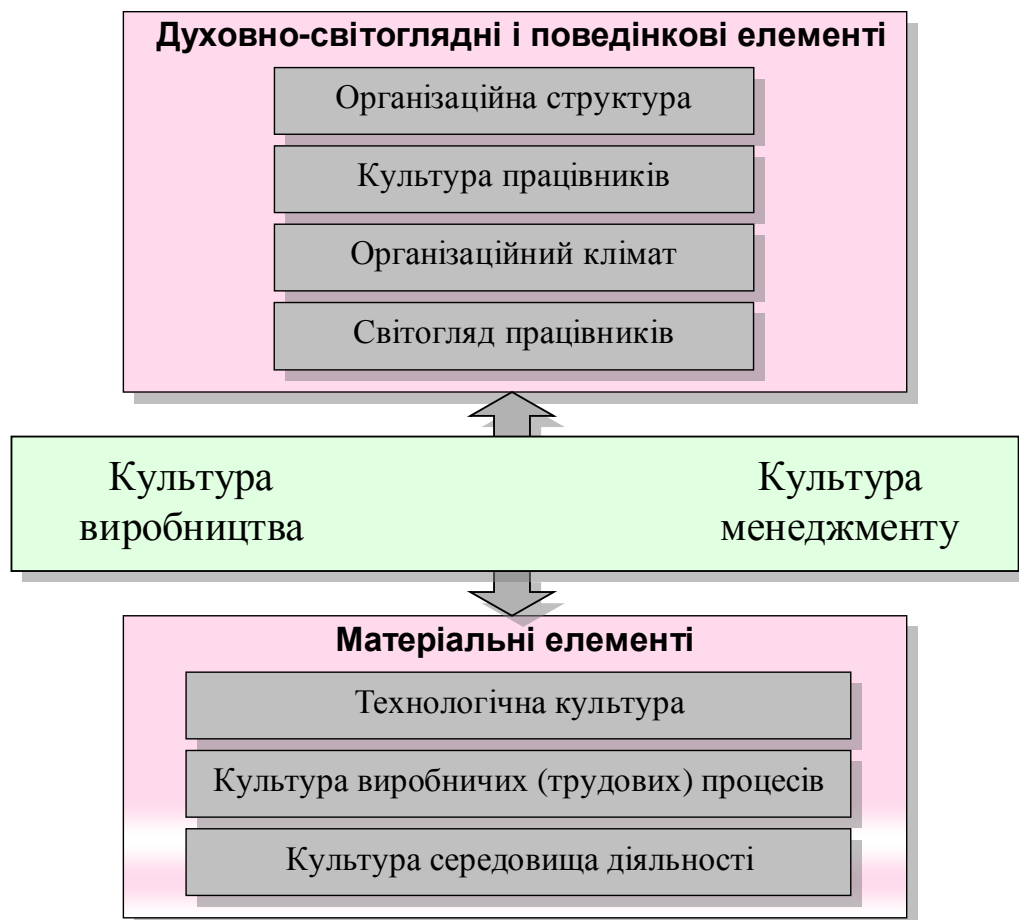 Духовно-світоглядні і поведінкові елементі
Організаційна структура
Культура працівників
Організаційний клімат
Світогляд працівників
Культура
виробництва
Культура
менеджменту
Матеріальні елементі
Технологічна культура
Культура виробничих (трудових) процесів
Культура середовища діяльності